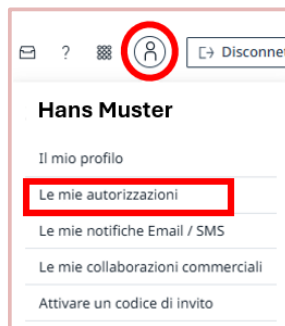 ? Disconne
Hans Muster
Il mio profilo
Le mie autorizzazioni
Le mie notifiche Email / SMS
Le mie collaborazioni commerciali
Attivare un codice di invito